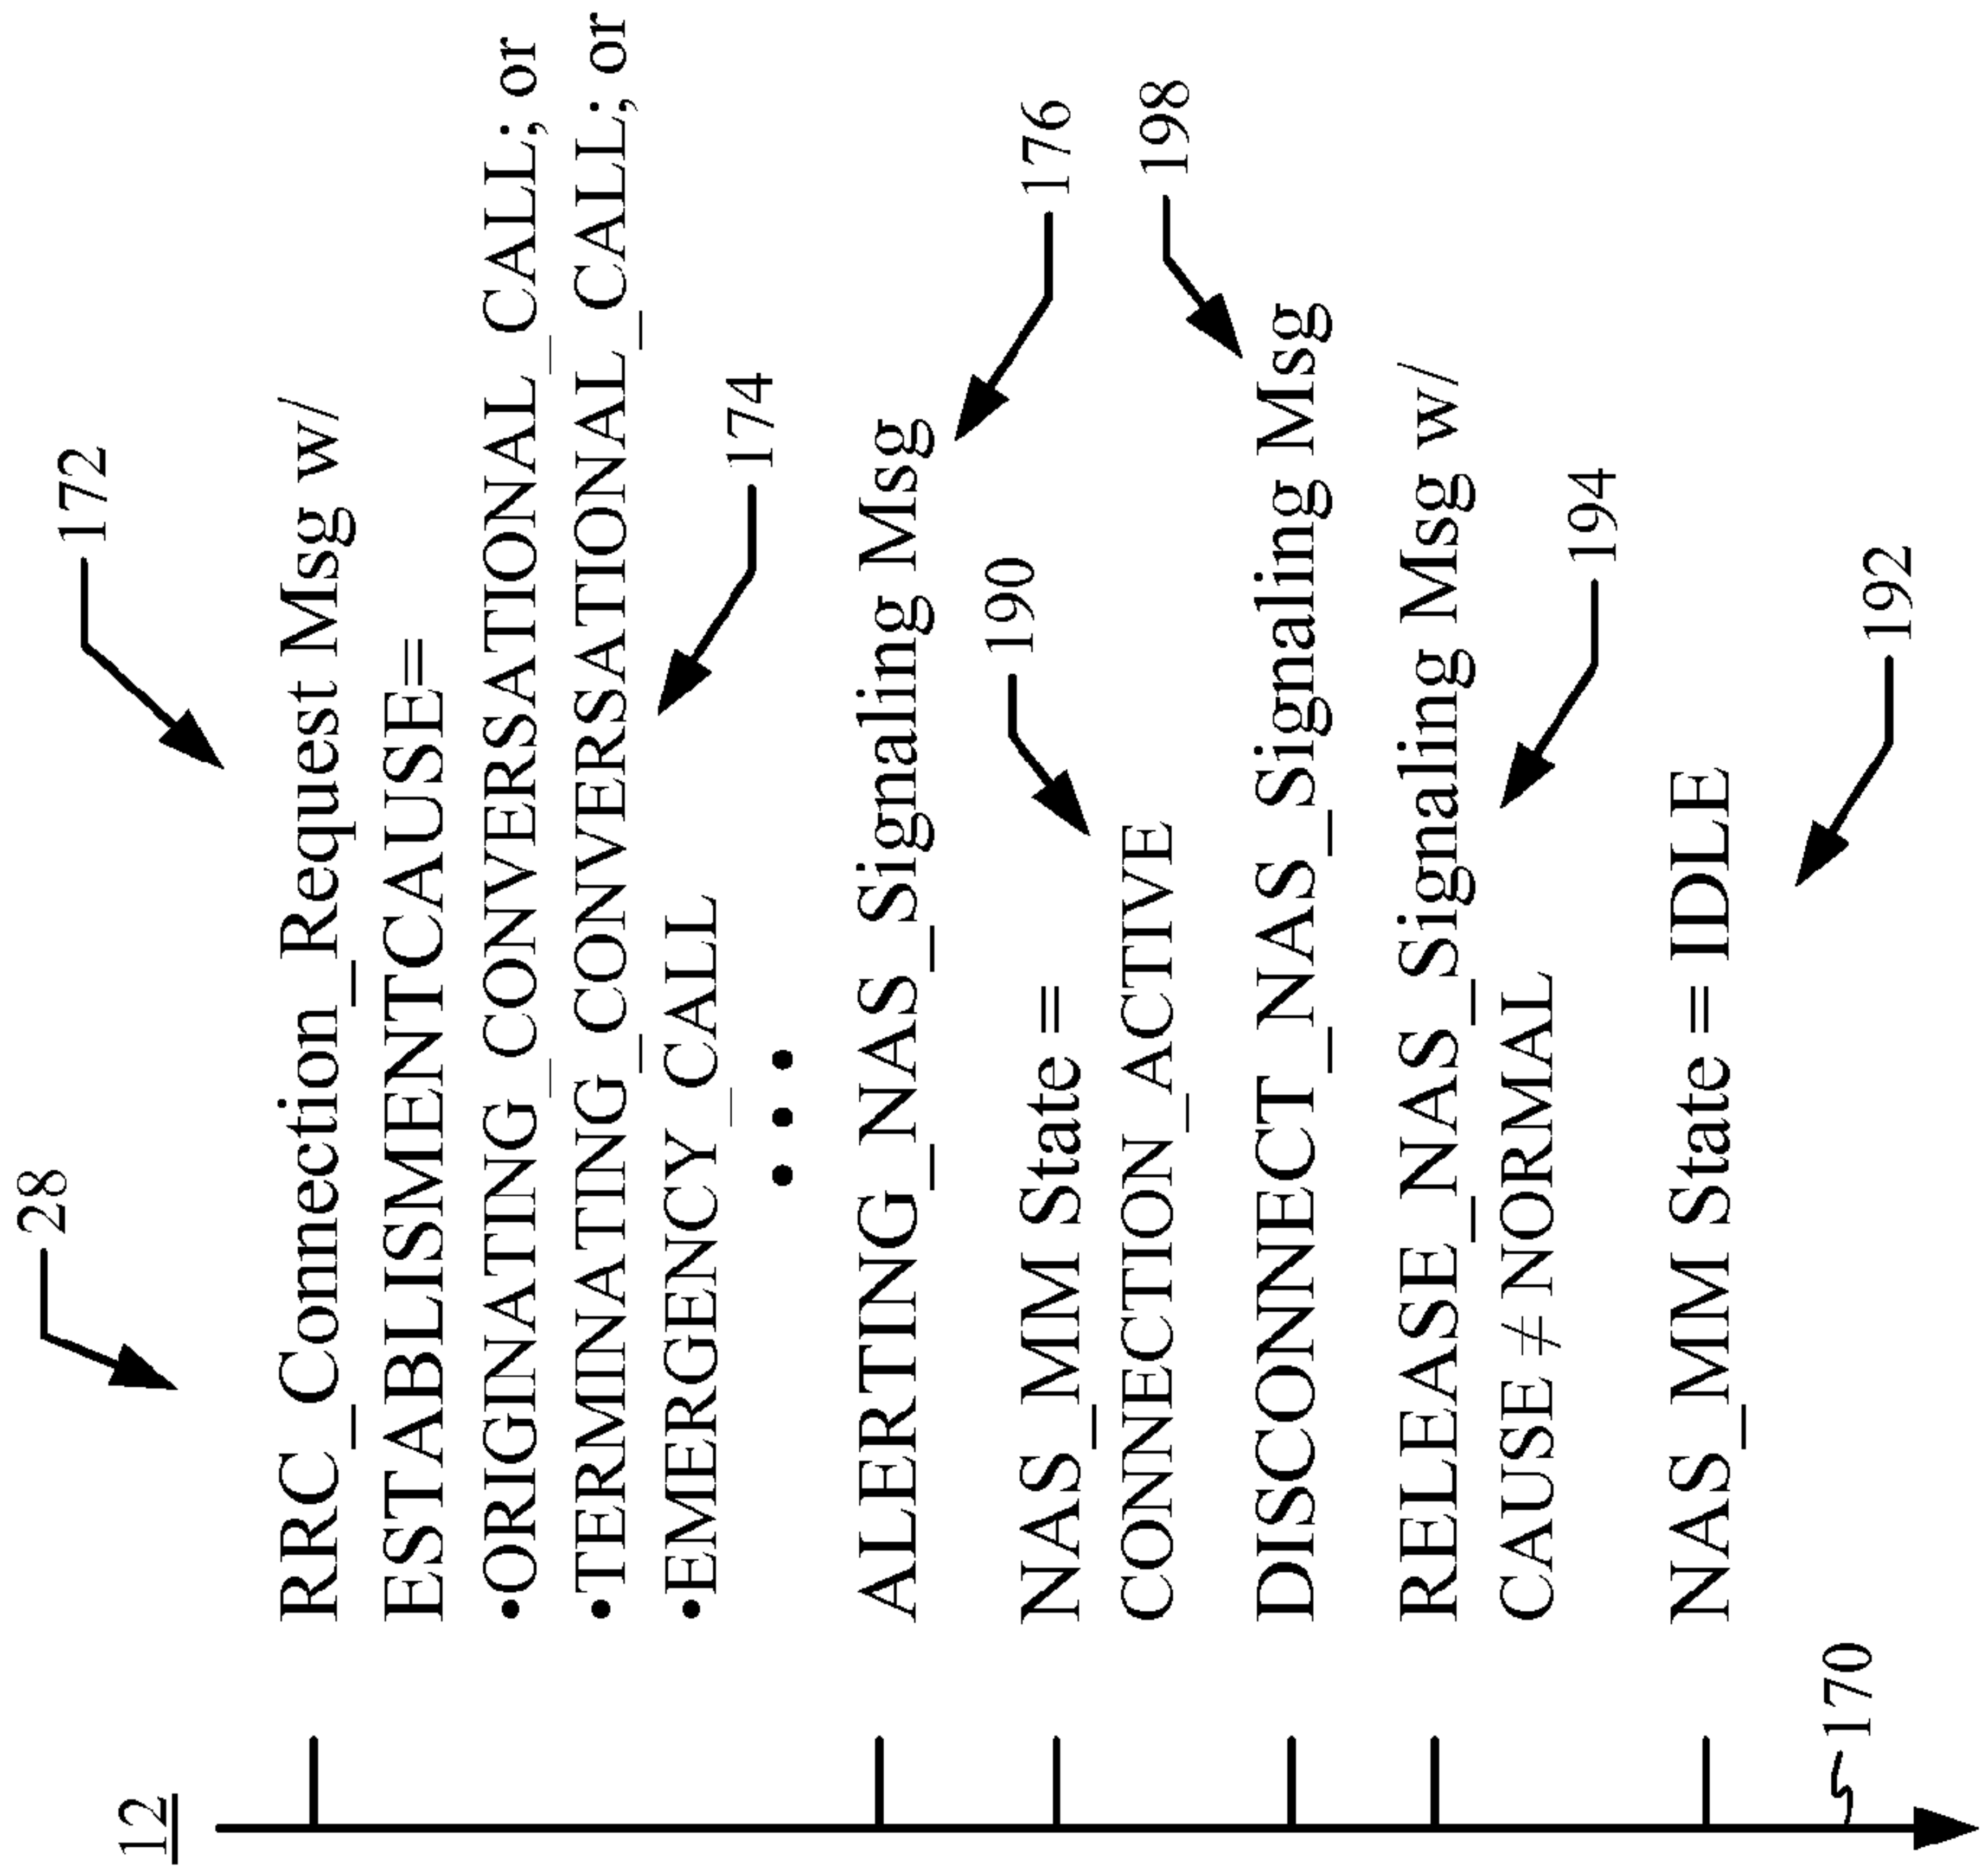 12
28
172
RRC_Connection_Request Msg w/
ESTABLISMENTCAUSE=
•ORIGINATING_CONVERSATIONAL_CALL; or
•TERMINATING_CONVERSATIONAL_CALL; or
•EMERGENCY_CALL
174
• • •
ALERTING_NAS_Signaling Msg
176
NAS_MM State =
190
CONNECTION_ACTIVE
198
DISCONNECT_NAS_Signaling Msg
RELEASE_NAS_Signaling Msg w/
CAUSE ≠ NORMAL
194
NAS_MM State = IDLE
192
170